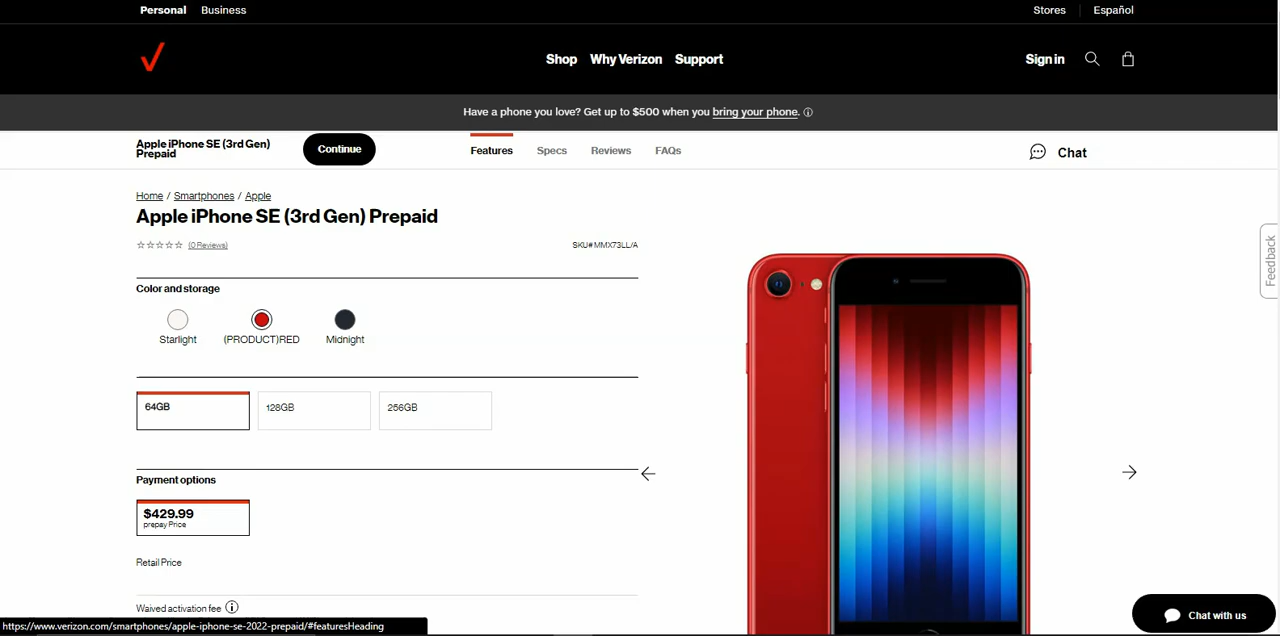 Personal Business Stores Español
Shop Why Verizon Support Sign in
Have a phone you love? Get up to $500 when you bring your phone.
Apple iPhone SE (3rd Gen)
Prepaid
Continue Features Specs Reviews FAQs Chat
Home / Smartphones / Apple
Apple iPhone SE (3rd Gen) Prepaid
(0 Reviews) SKU# MMX73LL/A
Feedback
Color and storage
Starlight (PRODUCT)RED Midnight
64GB 128GB 256GB
Payment options
$429.99
prepay Price
Retail Price
Waived activation fee
Chat with us
https://www.verizon.com/smartphones/apple-iphone-se-2022-prepaid/#featuresHeading